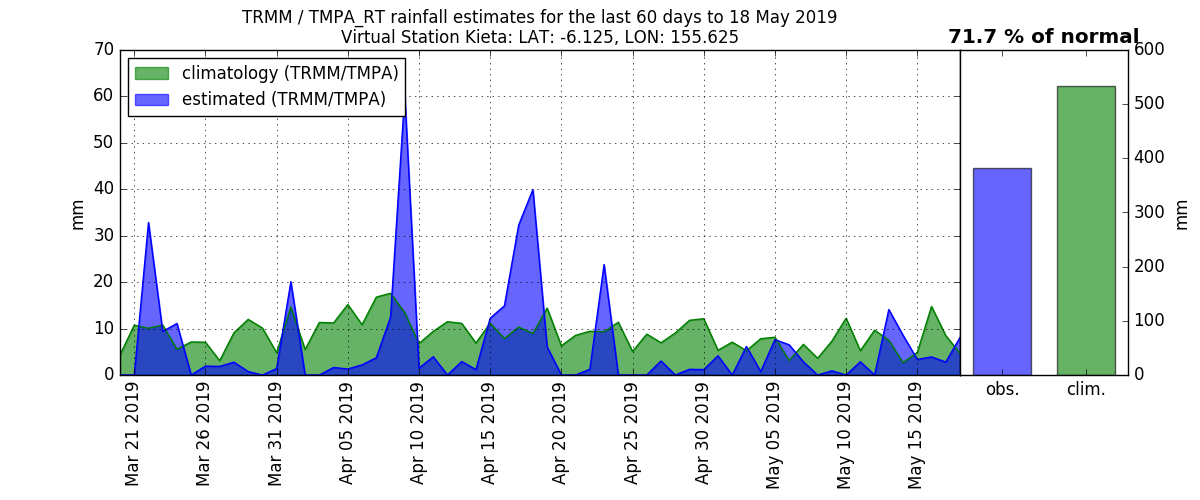 TRMM / TMPA_RT rainfall estimates for the last 60 days to 18 May 2019
Virtual Station Kieta: LAT: -6.125, LON: 155.625
71.7 % of normal
climatology (TRMM/TMPA)
estimated (TRMM/TMPA)
70
60
50
40
30
20
10
0
mm
600
500
400
300
200
100
0
mm
Mar 21 2019
Mar 26 2019
Mar 31 2019
Apr 05 2019
Apr 10 2019
Apr 15 2019
Apr 20 2019
Apr 25 2019
Apr 30 2019
May 05 2019
May 10 2019
May 15 2019
obs.
clim.